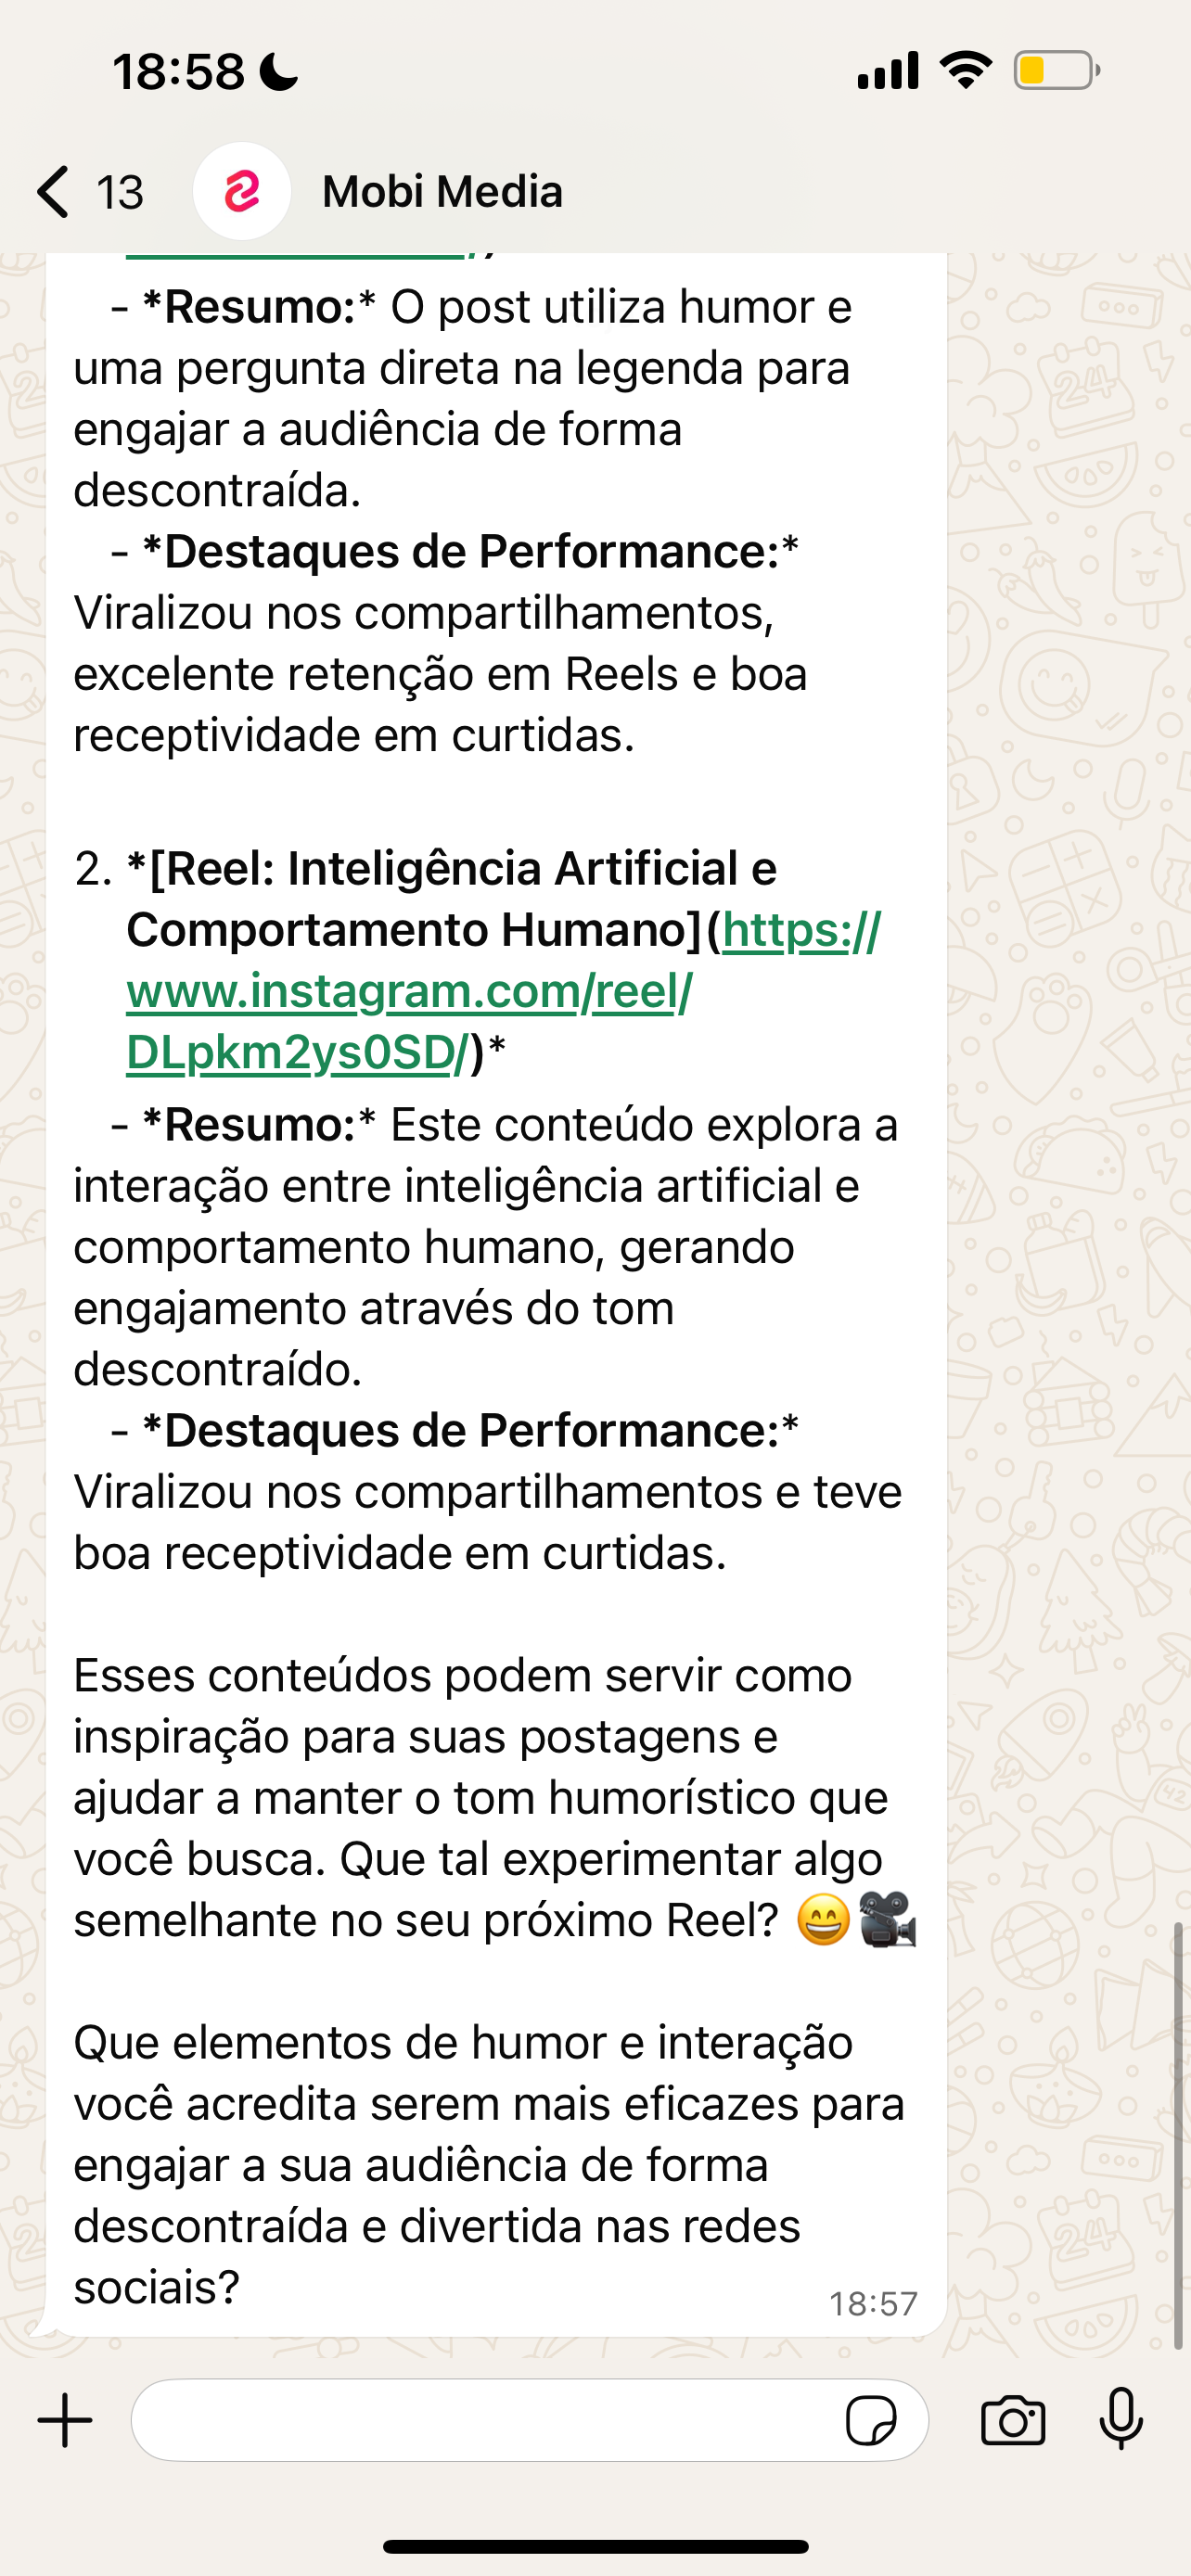 18:58
13
Mobi Media
- *Resumo:* O post utiliza humor e
uma pergunta direta na legenda para
engajar a audiência de forma
descontraída.
- *Destaques de Performance:*
Viralizou nos compartilhamentos,
excelente retenção em Reels e boa
receptividade em curtidas.
2. *[Reel: Inteligência Artificial e
Comportamento Humano](https://
www.instagram.com/reel/
DLpkm2ys0SD/)*
- *Resumo:* Este conteúdo explora a
interação entre inteligência artificial e
comportamento humano, gerando
engajamento através do tom
descontraído.
- *Destaques de Performance:*
Viralizou nos compartilhamentos e teve
boa receptividade em curtidas.
Esses conteúdos podem servir como
inspiração para suas postagens e
ajudar a manter o tom humorístico que
você busca. Que tal experimentar algo
semelhante no seu próximo Reel? 😄🎥
Que elementos de humor e interação
você acredita serem mais eficazes para
engajar a sua audiência de forma
descontraída e divertida nas redes
sociais?
18:57